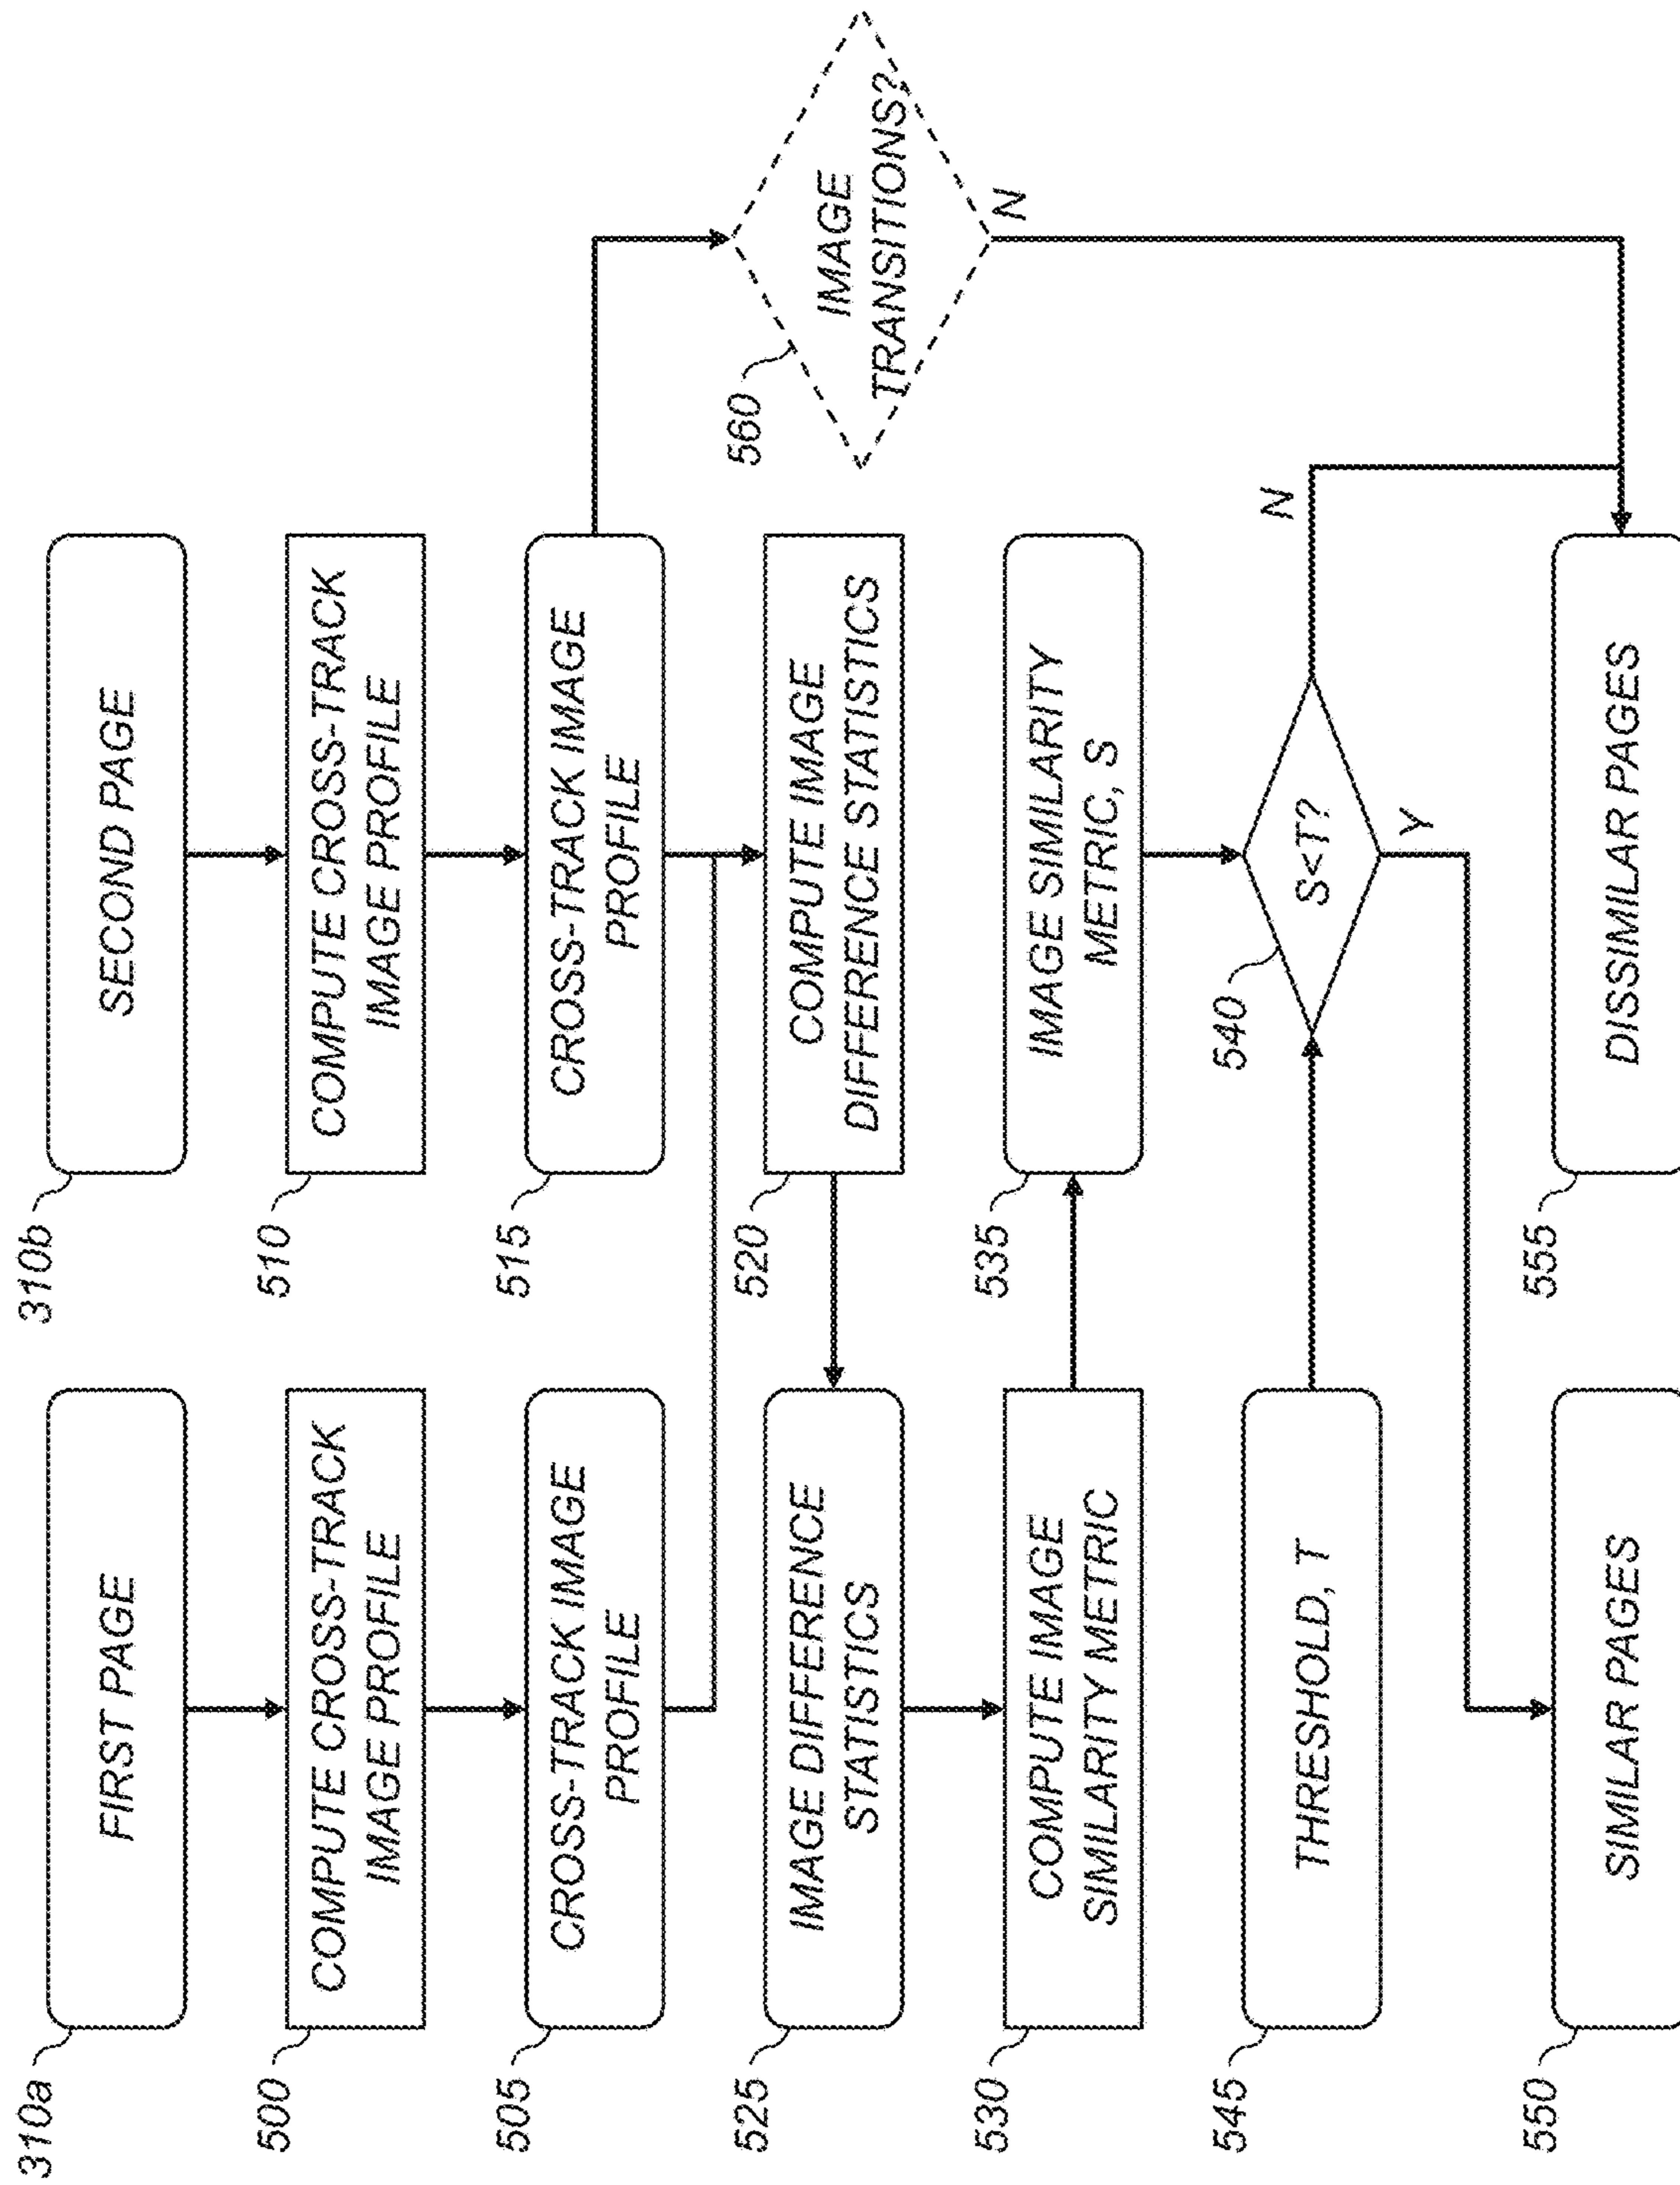 310a
FIRST PAGE
310b
SECOND PAGE
500
COMPUTE CROSS-TRACK
IMAGE PROFILE
510
COMPUTE CROSS-TRACK
IMAGE PROFILE
505
CROSS-TRACK IMAGE
PROFILE
515
CROSS-TRACK IMAGE
PROFILE
525
IMAGE DIFFERENCE
STATISTICS
520
COMPUTE IMAGE
DIFFERENCE STATISTICS
560
IMAGE
TRANSITIONS?
N
530
COMPUTE IMAGE
SIMILARITY METRIC
535
IMAGE SIMILARITY
METRIC, S
545
THRESHOLD, T
540
S<T?
N
Y
550
SIMILAR PAGES
555
DISSIMILAR PAGES